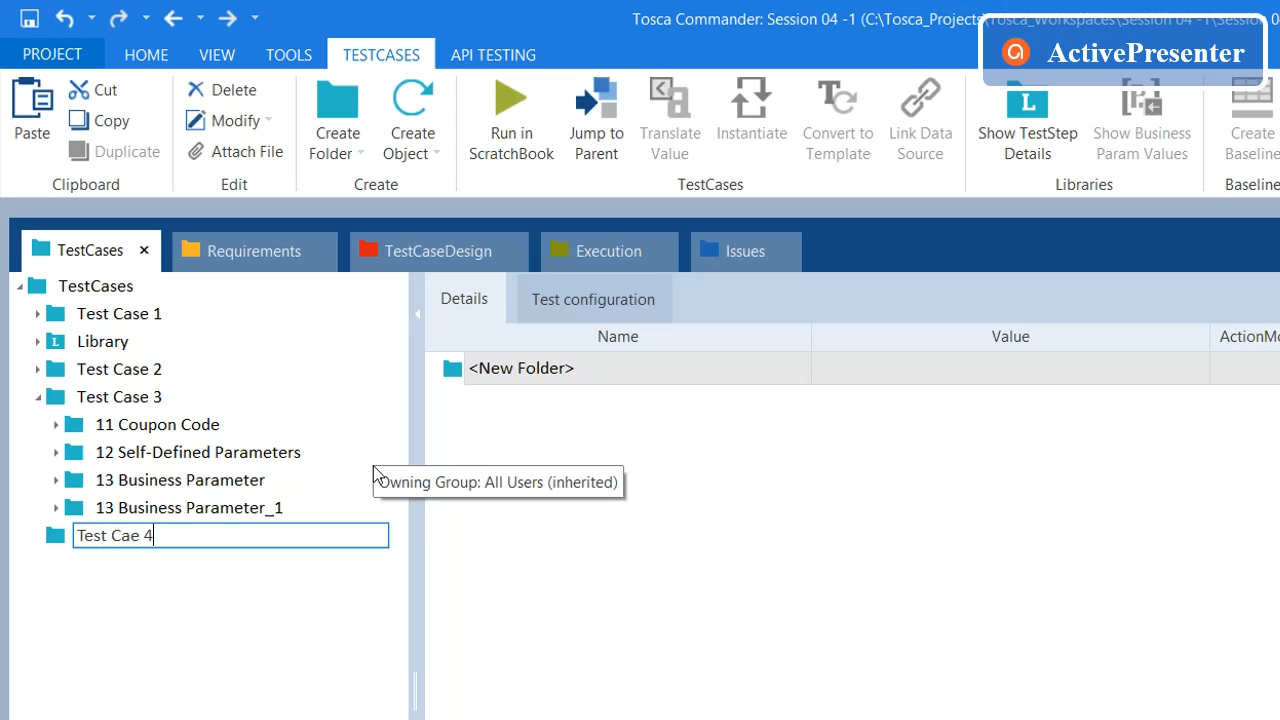 Tosca Commander: Session 04 -1 (C:\Tosca_Projects\Tosca_Workspaces\Session 04 -1\Session 0
ActivePresenter
PROJECT HOME VIEW TOOLS TESTCASES API TESTING
Paste
Cut
Copy
Duplicate
Clipboard
Delete
Modify
Attach File
Edit
Create
Folder
Create
Object
Create
Run in
ScratchBook
Jump to
Parent
Translate
Value
Instantiate
Convert to
Template
Link Data
Source
TestCases
Show TestStep
Details
Show Business
Param Values
Libraries
Create
Baseline
Baseline
TestCases × Requirements TestCaseDesign Execution Issues
TestCases
Test Case 1
L Library
Test Case 2
Test Case 3
11 Coupon Code
12 Self-Defined Parameters
13 Business Parameter
13 Business Parameter_1
Test Cae 4
Owning Group: All Users (inherited)
Details Test configuration
Name Value ActionMo
<New Folder>